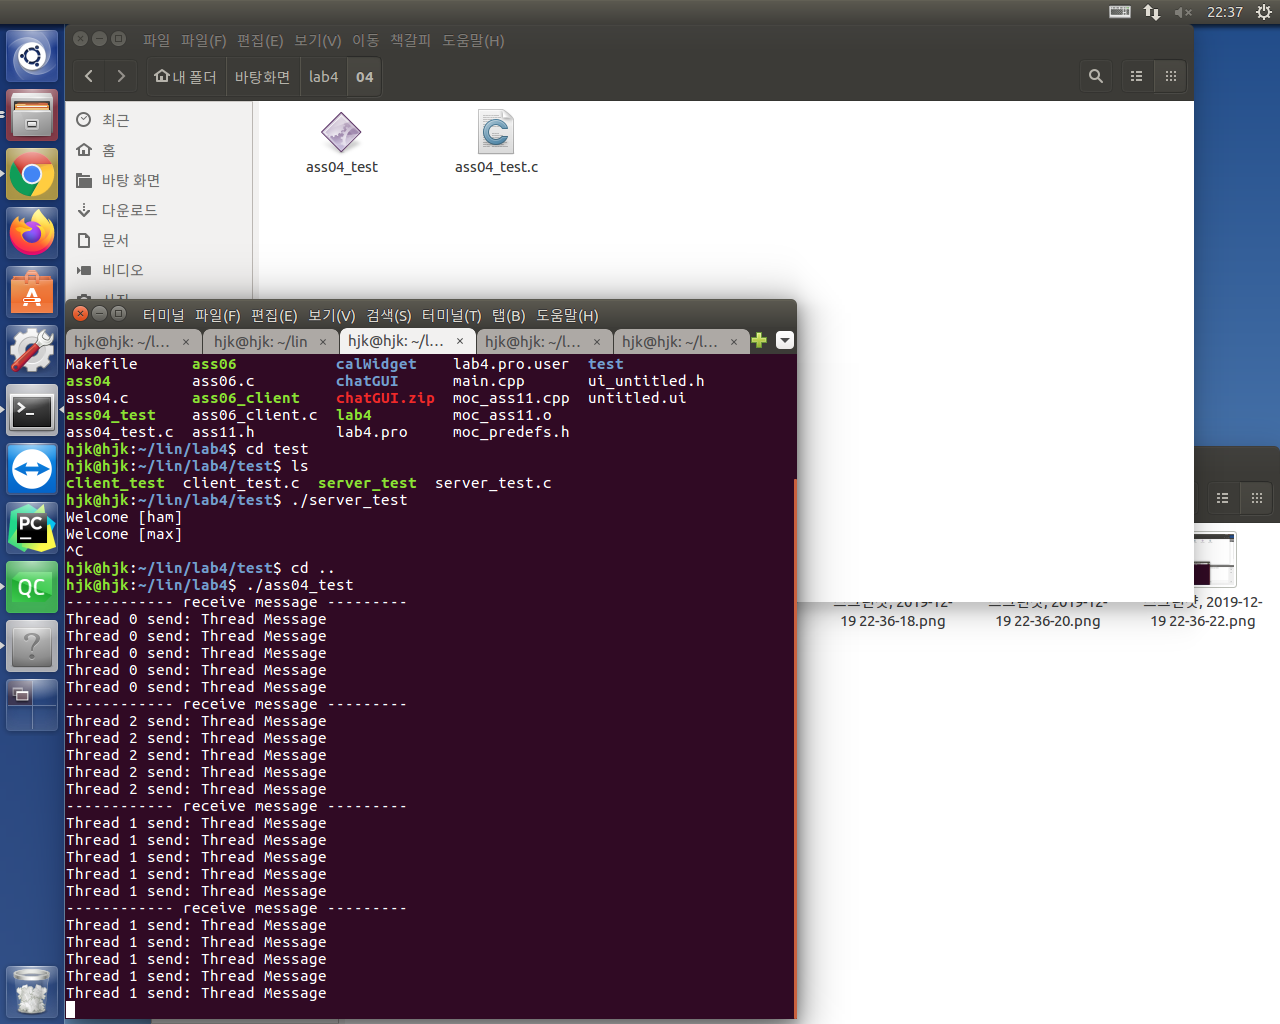 22:37
파일 파일(F) 편집(E) 보기(V) 이동 책갈피 도움말(H)
내 폴더 바탕화면 lab4 04
최근
홈
바탕 화면
다운로드
문서
비디오
ass04_test ass04_test.c
터미널 파일(F) 편집(E) 보기(V) 검색(S) 터미널(T) 탭(B) 도움말(H)
hjk@hjk: ~/l... × hjk@hjk: ~/lin × hjk@hjk: ~/l... × hjk@hjk: ~/l... × hjk@hjk: ~/l... ×
Makefile ass06 calWidget lab4.pro.user test
ass04 ass06.c chatGUI main.cpp ui_untitled.h
ass04.c ass06_client chatGUI.zip moc_ass11.cpp untitled.ui
ass04_test ass06_client.c lab4 moc_ass11.o
ass04_test.c ass11.h lab4.pro moc_predefs.h
hjk@hjk:~/lin/lab4$ cd test
hjk@hjk:~/lin/lab4/test$ ls
client_test client_test.c server_test server_test.c
hjk@hjk:~/lin/lab4/test$ ./server_test
Welcome [ham]
Welcome [max]
^C
hjk@hjk:~/lin/lab4/test$ cd ..
hjk@hjk:~/lin/lab4$ ./ass04_test
------------ receive message ---------
Thread 0 send: Thread Message
Thread 0 send: Thread Message
Thread 0 send: Thread Message
Thread 0 send: Thread Message
Thread 0 send: Thread Message
------------ receive message ---------
Thread 2 send: Thread Message
Thread 2 send: Thread Message
Thread 2 send: Thread Message
Thread 2 send: Thread Message
Thread 2 send: Thread Message
------------ receive message ---------
Thread 1 send: Thread Message
Thread 1 send: Thread Message
Thread 1 send: Thread Message
Thread 1 send: Thread Message
Thread 1 send: Thread Message
------------ receive message ---------
Thread 1 send: Thread Message
Thread 1 send: Thread Message
Thread 1 send: Thread Message
Thread 1 send: Thread Message
Thread 1 send: Thread Message
2019-12- 2019-12- 2019-12-
19 22-36-18.png 19 22-36-20.png 19 22-36-22.png
PC
QC